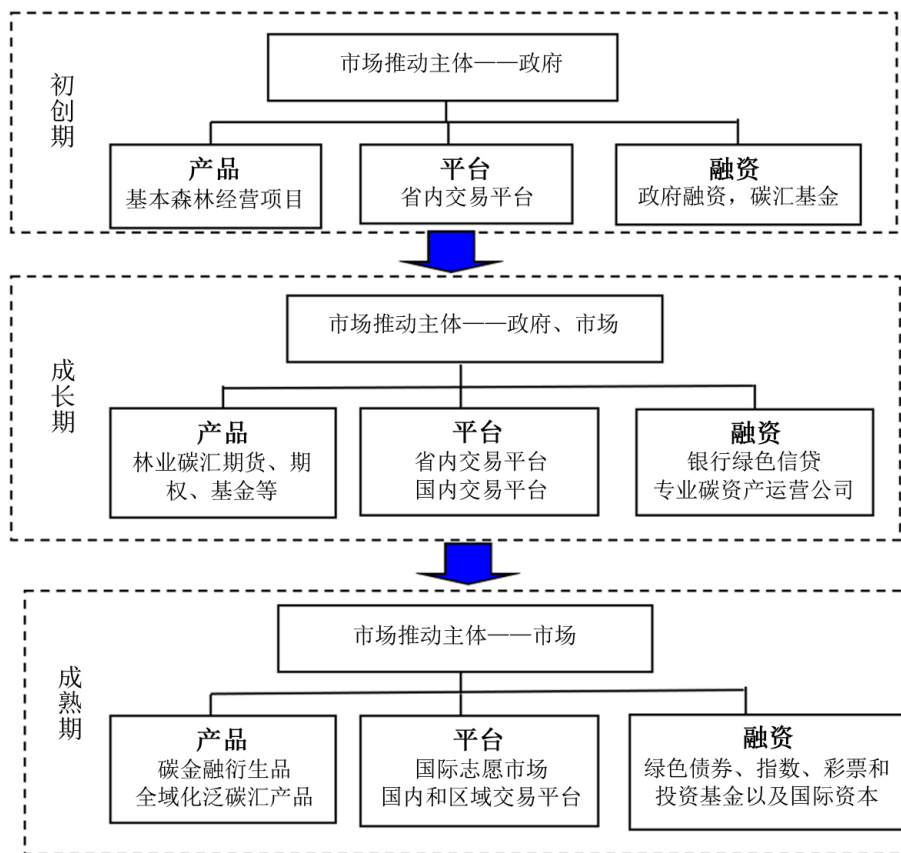 初创期
市场推动主体——政府
产品
基本森林经营项目
平台
省内交易平台
融资
政府融资，碳汇基金
成长期
市场推动主体——政府、市场
产品
林业碳汇期货、期
权、基金等
平台
省内交易平台
国内交易平台
融资
银行绿色信贷
专业碳资产运营公司
成熟期
市场推动主体——市场
产品
碳金融衍生品
全域化泛碳汇产品
平台
国际志愿市场
国内和区域交易平台
融资
绿色债券、指数、彩票和
投资基金以及国际资本